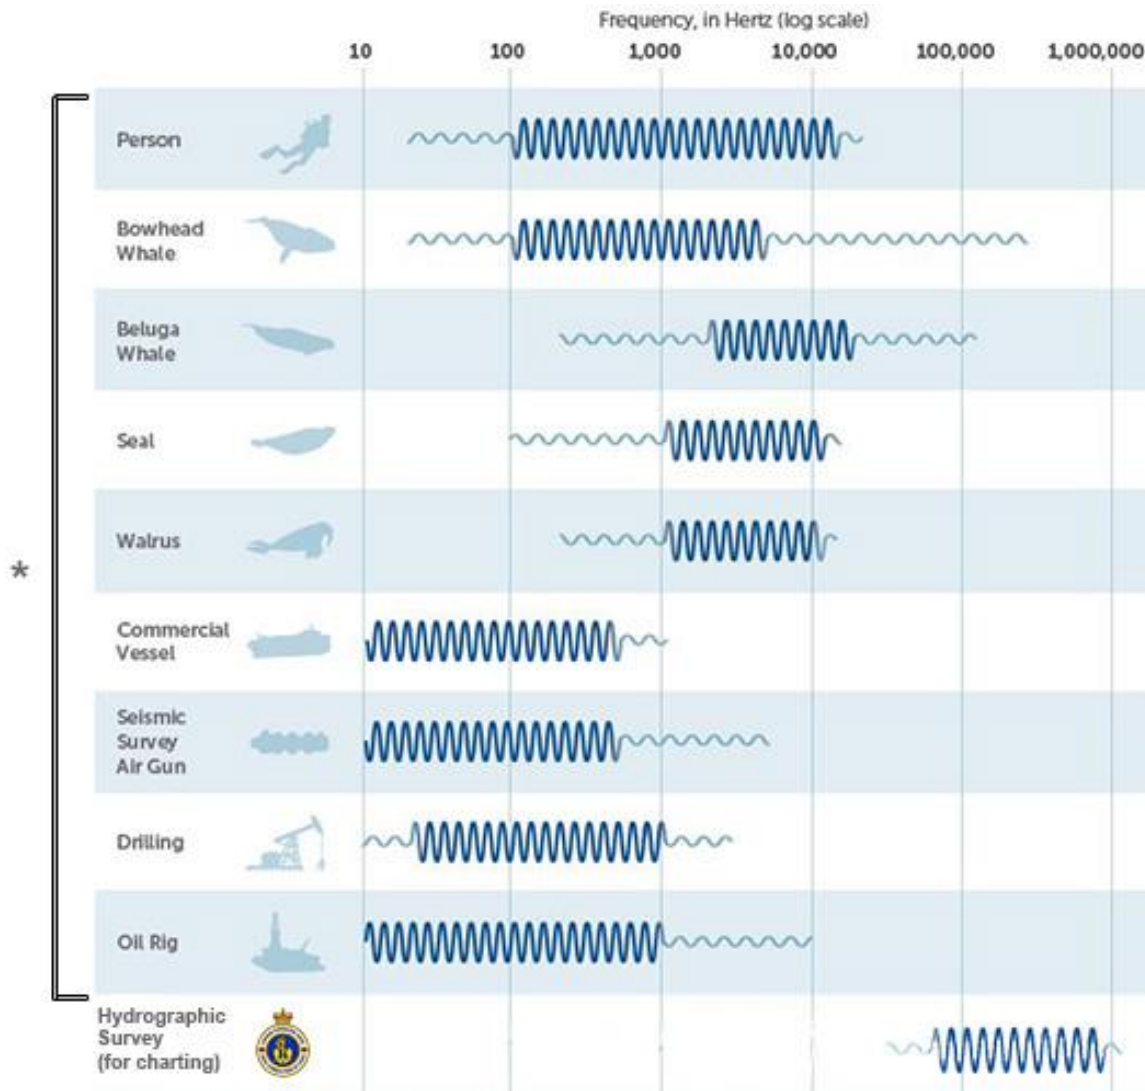 Frequency, in Hertz (log scale)
10 100 1,000 10,000 100,000 1,000,000
Person
Bowhead
Whale
Beluga
Whale
Seal
Walrus
*
Commercial
Vessel
Seismic
Survey
Air Gun
Drilling
Oil Rig
Hydrographic
Survey
(for charting)